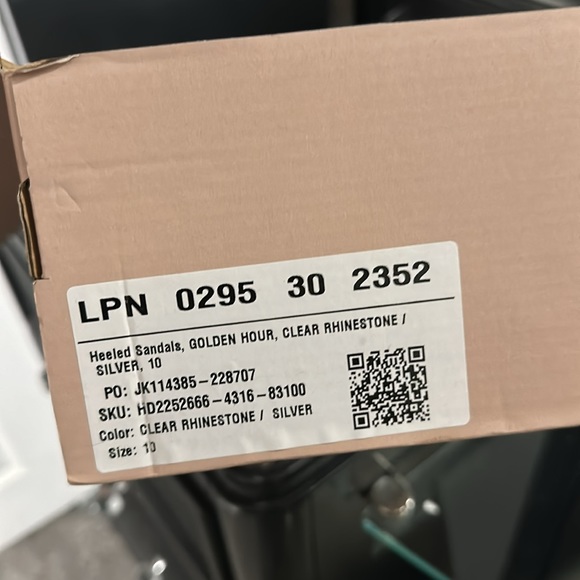 LPN 0295 30 2352
Heeled Sandals, GOLDEN HOUR, CLEAR RHINESTONE /
SILVER, 10
PO: JK114385-228707
SKU: HD2252666-4316-83100
Color: CLEAR RHINESTONE / SILVER
Size: 10